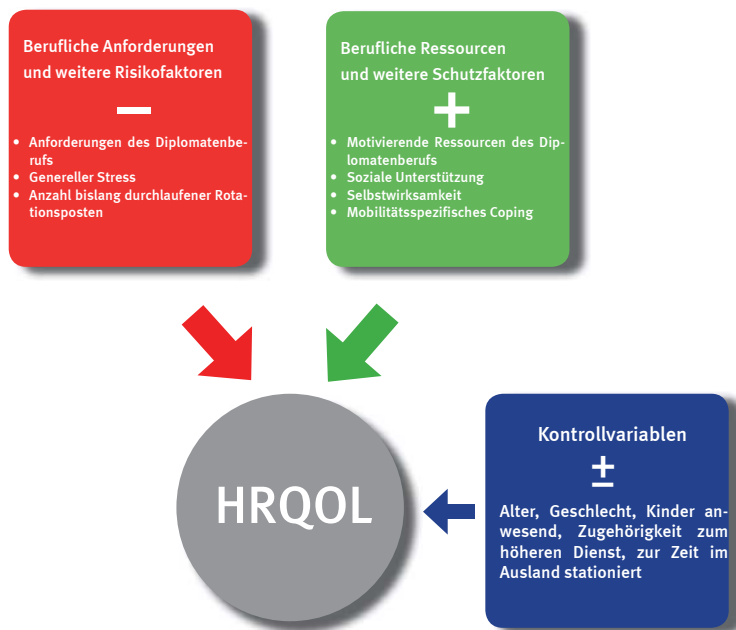 Berufliche Anforderungen
und weitere Risikofaktoren
–
• Anforderungen des Diplomatenbe-
rufs
• Genereller Stress
• Anzahl bislang durchlaufener Rota-
tionsposten
Berufliche Ressourcen
und weitere Schutzfaktoren
+
• Motivierende Ressourcen des Dip-
lomatenberufs
• Soziale Unterstützung
• Selbstwirksamkeit
• Mobilitätsspezifisches Coping
HRQOL
Kontrollvariablen
±
Alter, Geschlecht, Kinder an-
wesend, Zugehörigkeit zum
höheren Dienst, zur Zeit im
Ausland stationiert